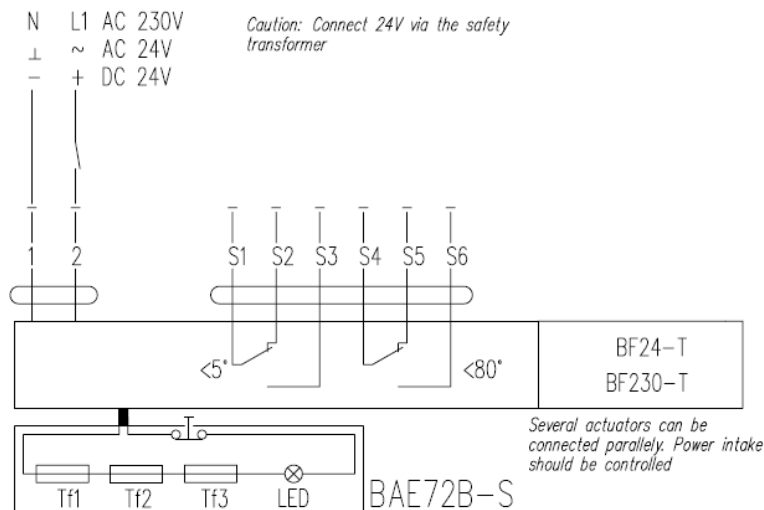 N L1 AC 230V
⊥ ~ AC 24V
− + DC 24V
Caution: Connect 24V via the safety
transformer
1 2 S1 S2 S3 S4 S5 S6
<5° <80°
BF24-T
BF230-T
Several actuators can be
connected parallely. Power intake
should be controlled
Tf1 Tf2 Tf3 LED
BAE72B-S